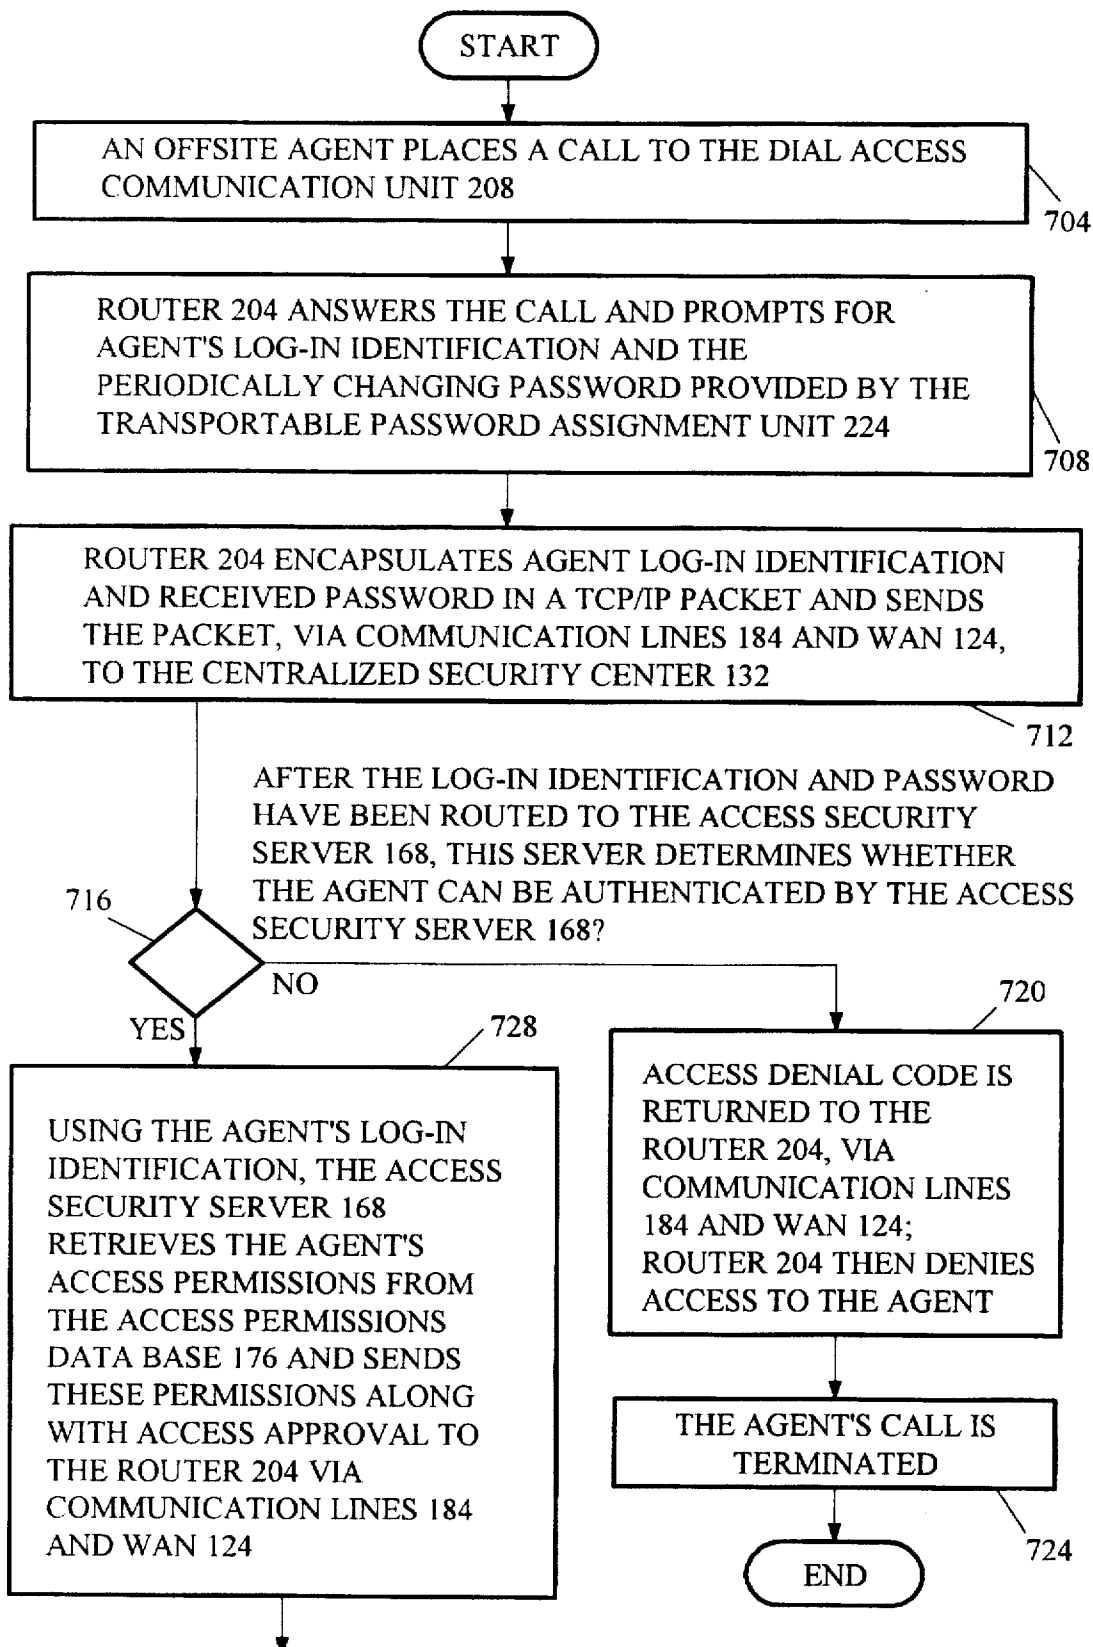 START
AN OFFSITE AGENT PLACES A CALL TO THE DIAL ACCESS
COMMUNICATION UNIT 208
704
ROUTER 204 ANSWERS THE CALL AND PROMPTS FOR
AGENT'S LOG-IN IDENTIFICATION AND THE
PERIODICALLY CHANGING PASSWORD PROVIDED BY THE
TRANSPORTABLE PASSWORD ASSIGNMENT UNIT 224
708
ROUTER 204 ENCAPSULATES AGENT LOG-IN IDENTIFICATION
AND RECEIVED PASSWORD IN A TCP/IP PACKET AND SENDS
THE PACKET, VIA COMMUNICATION LINES 184 AND WAN 124,
TO THE CENTRALIZED SECURITY CENTER 132
712
AFTER THE LOG-IN IDENTIFICATION AND PASSWORD
HAVE BEEN ROUTED TO THE ACCESS SECURITY
SERVER 168, THIS SERVER DETERMINES WHETHER
THE AGENT CAN BE AUTHENTICATED BY THE ACCESS
SECURITY SERVER 168?
716
NO
YES
728
USING THE AGENT'S LOG-IN
IDENTIFICATION, THE ACCESS
SECURITY SERVER 168
RETRIEVES THE AGENT'S
ACCESS PERMISSIONS FROM
THE ACCESS PERMISSIONS
DATA BASE 176 AND SENDS
THESE PERMISSIONS ALONG
WITH ACCESS APPROVAL TO
THE ROUTER 204 VIA
COMMUNICATION LINES 184
AND WAN 124
720
ACCESS DENIAL CODE IS
RETURNED TO THE
ROUTER 204, VIA
COMMUNICATION LINES
184 AND WAN 124;
ROUTER 204 THEN DENIES
ACCESS TO THE AGENT
THE AGENT'S CALL IS
TERMINATED
724
END